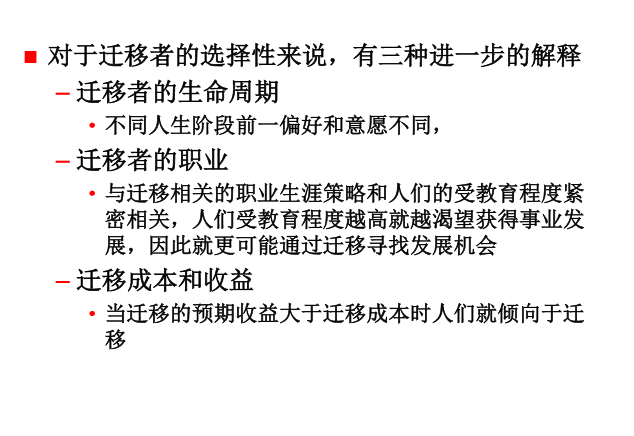 对于迁移者的选择性来说，有三种进一步的解释
– 迁移者的生命周期
• 不同人生阶段前一偏好和意愿不同，
– 迁移者的职业
• 与迁移相关的职业生涯策略和人们的受教育程度紧
密相关，人们受教育程度越高就越渴望获得事业发
展，因此就更可能通过迁移寻找发展机会
– 迁移成本和收益
• 当迁移的预期收益大于迁移成本时人们就倾向于迁
移